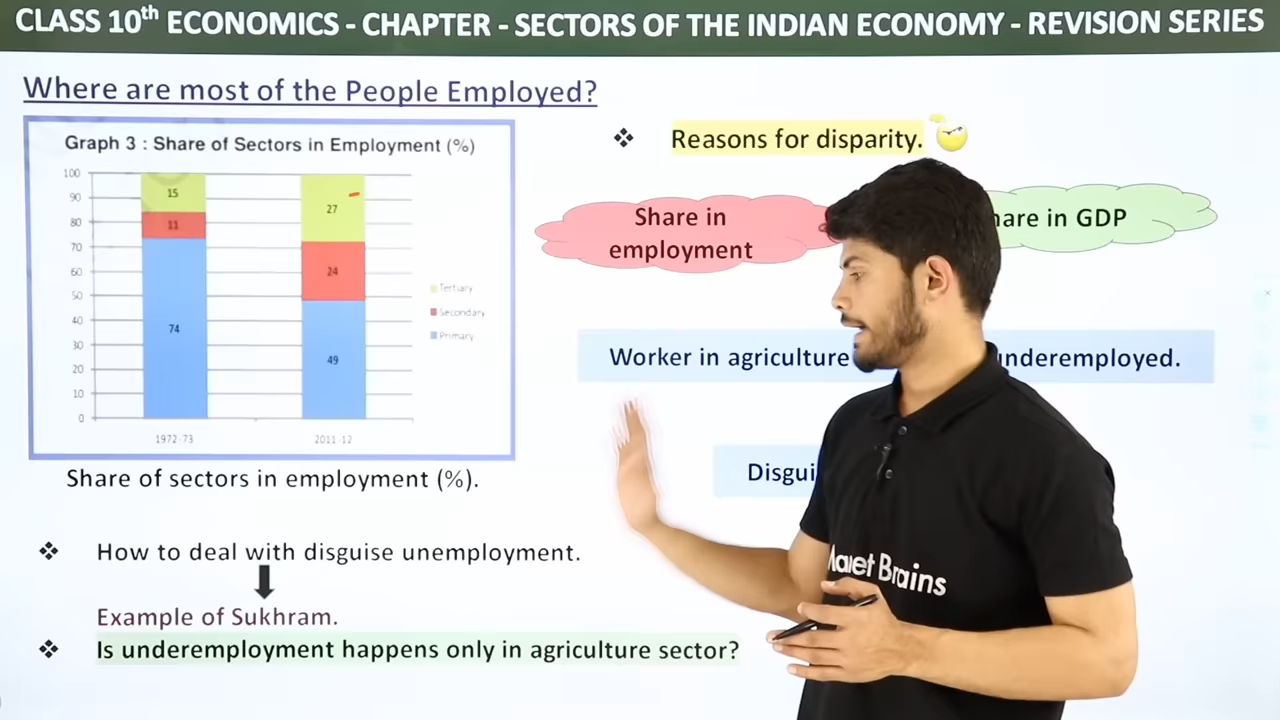 CLASS 10th ECONOMICS - CHAPTER - SECTORS OF THE INDIAN ECONOMY - REVISION SERIES
Where are most of the People Employed?
Graph 3 : Share of Sectors in Employment (%)
100
90
80
70
60
50
40
30
20
10
0
15
11
74
27
24
49
Tertiary
Secondary
Primary
1972-73
2011-12
Share of sectors in employment (%).
❖ How to deal with disguise unemployment.
Example of Sukhram.
❖ Is underemployment happens only in agriculture sector?
❖ Reasons for disparity.
Share in
employment
in GDP
Worker in agriculture underemployed.
Brains